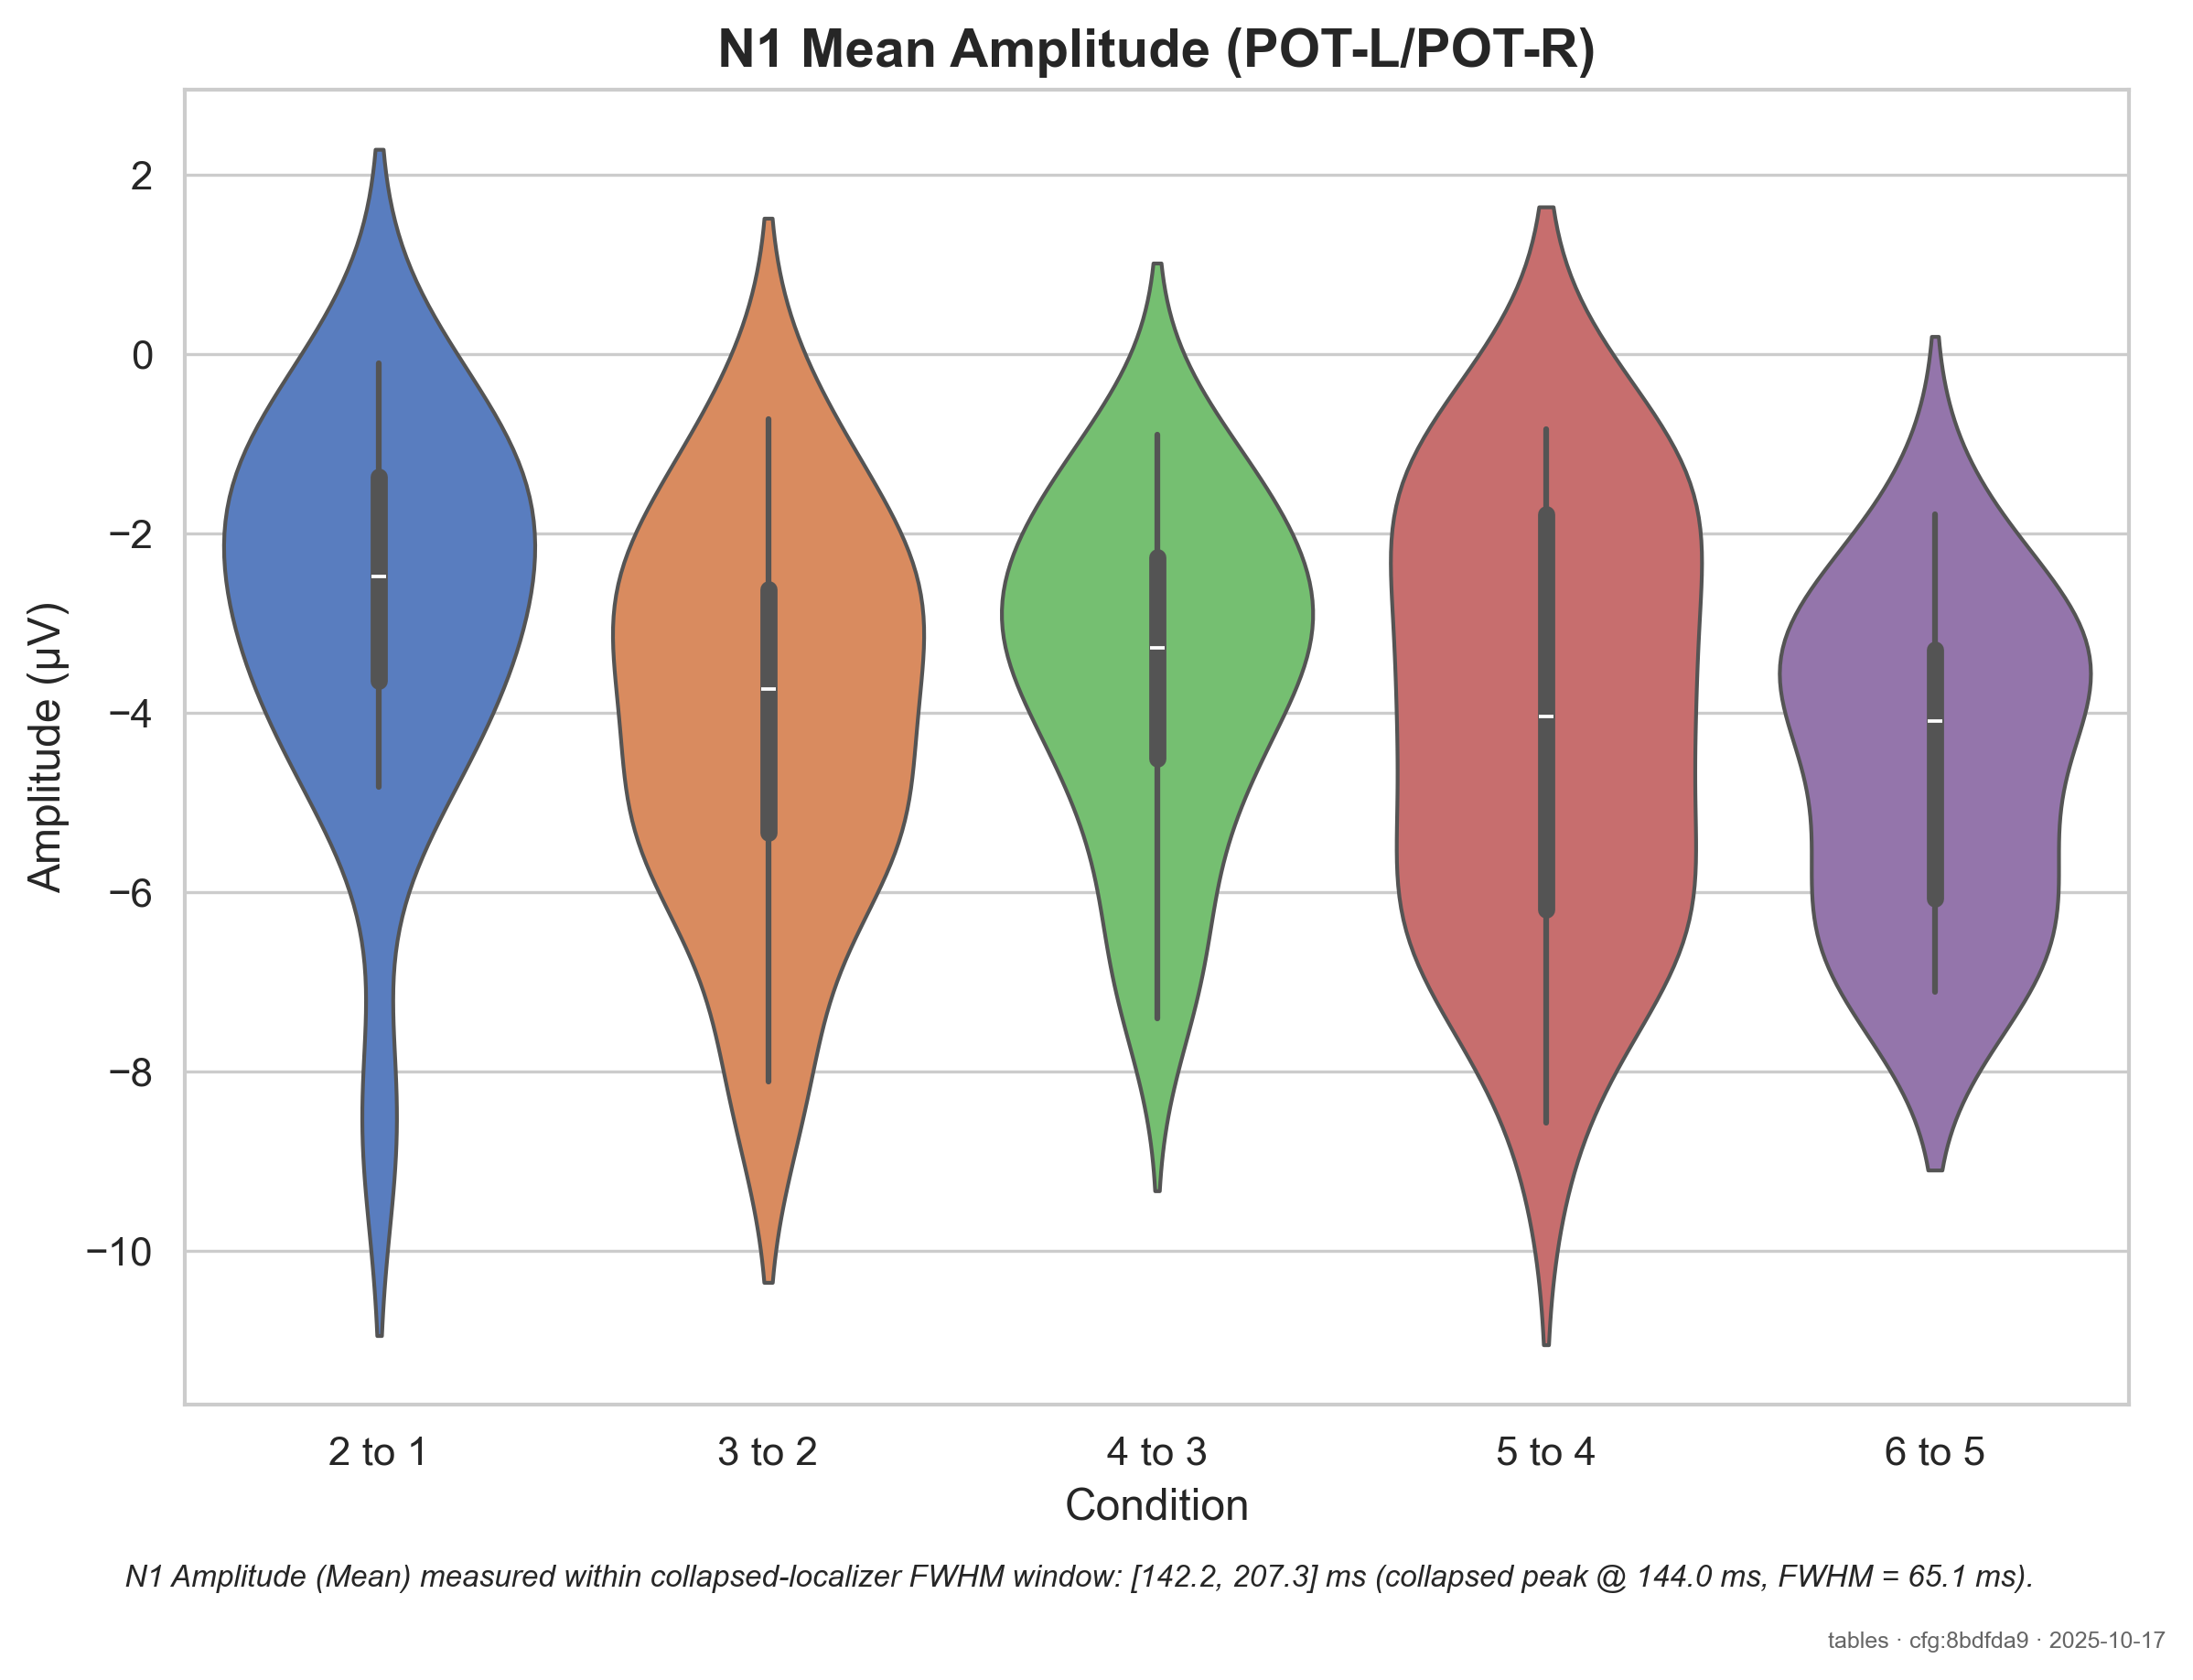 N1 Mean Amplitude (POT-L/POT-R)
Amplitude (µV)
2
0
−2
−4
−6
−8
−10
2 to 1
3 to 2
4 to 3
5 to 4
6 to 5
Condition
N1 Amplitude (Mean) measured within collapsed-localizer FWHM window: [142.2, 207.3] ms (collapsed peak @ 144.0 ms, FWHM = 65.1 ms).
tables · cfg:8bdfda9 · 2025-10-17